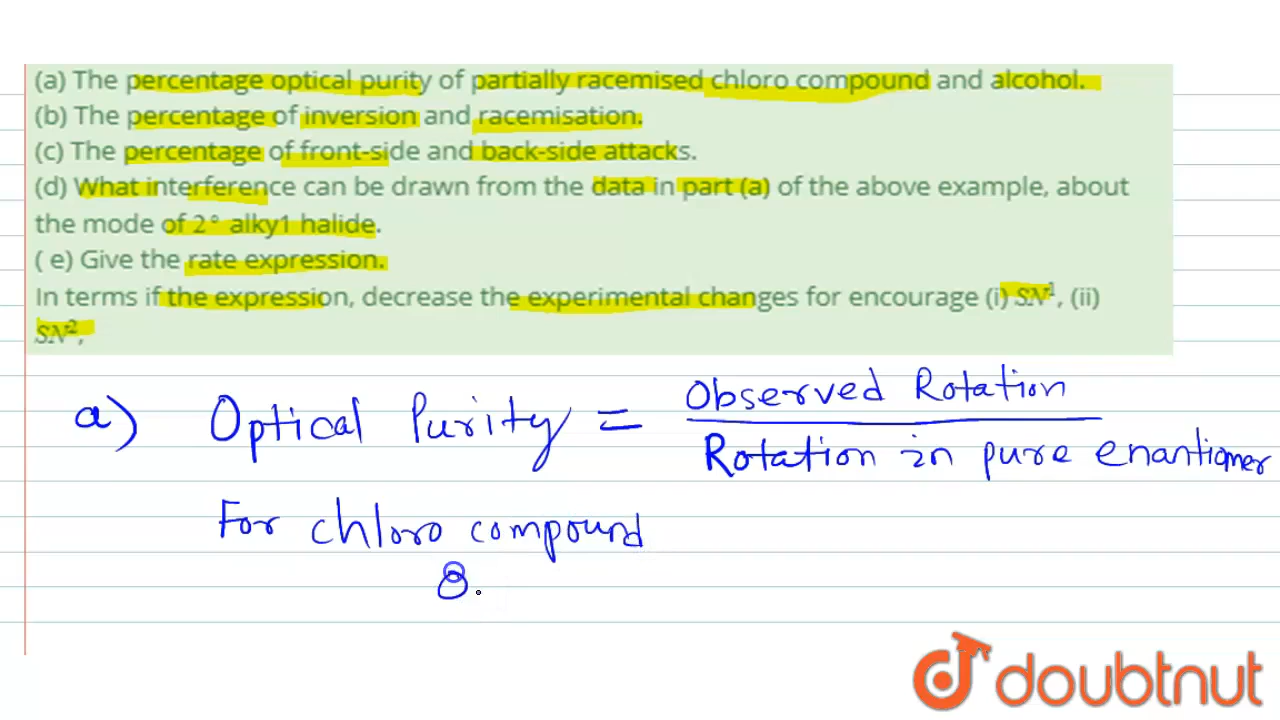 (a) The percentage optical purity of partially racemised chloro compound and alcohol.
(b) The percentage of inversion and racemisation.
(c) The percentage of front-side and back-side attacks.
(d) What interference can be drawn from the data in part (a) of the above example, about
the mode of 2° alky1 halide.
( e) Give the rate expression.
In terms if the expression, decrease the experimental changes for encourage (i) SN¹, (ii)
SN²,
a) Optical Purity = Observed Rotation
Rotation in pure enantiomer
For chloro compound
8.
doubtnut